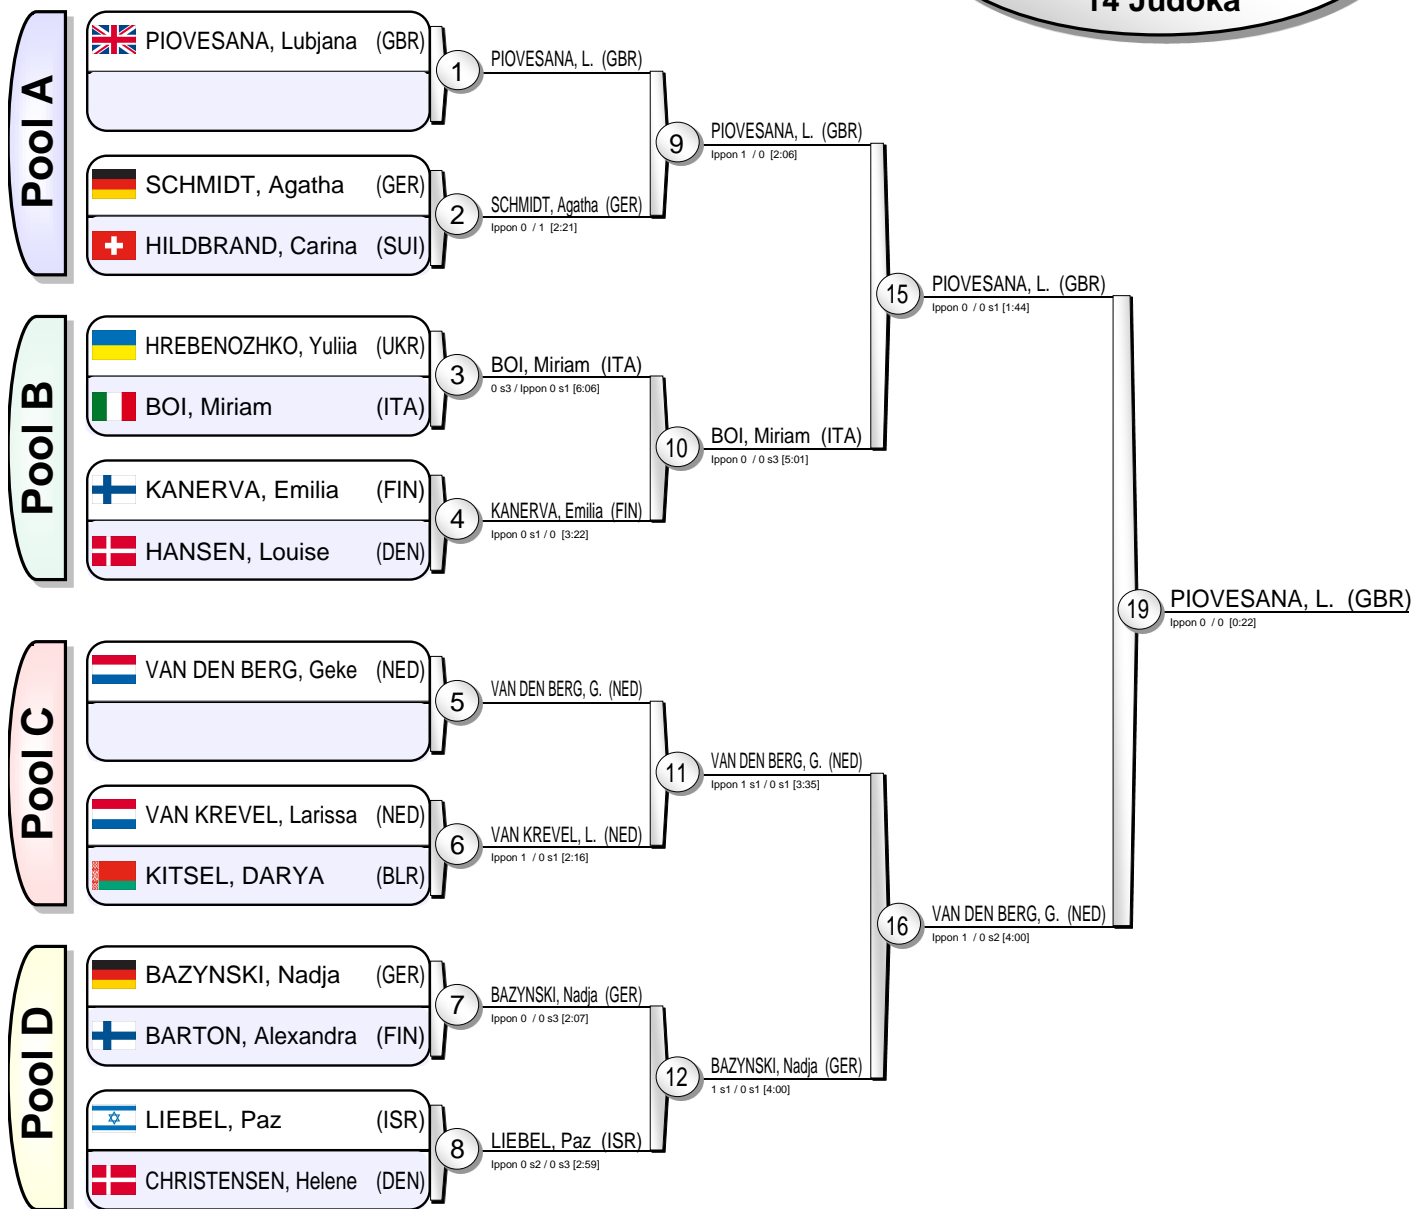 14 Judoka
Pool A
PIOVESANA, Lubjana (GBR)
SCHMIDT, Agatha (GER)
HILDBRAND, Carina (SUI)
1
PIOVESANA, L. (GBR)
2
SCHMIDT, Agatha (GER)
Ippon 0 / 1 [2:21]
9
PIOVESANA, L. (GBR)
Ippon 1 / 0 [2:06]
Pool B
HREBENOZHKO, Yuliia (UKR)
BOI, Miriam (ITA)
KANERVA, Emilia (FIN)
HANSEN, Louise (DEN)
3
BOI, Miriam (ITA)
0 s3 / Ippon 0 s1 [6:06]
4
KANERVA, Emilia (FIN)
Ippon 0 s1 / 0 [3:22]
10
BOI, Miriam (ITA)
Ippon 0 / 0 s3 [5:01]
15
PIOVESANA, L. (GBR)
Ippon 0 / 0 s1 [1:44]
Pool C
VAN DEN BERG, Geke (NED)
VAN KREVEL, Larissa (NED)
KITSEL, DARYA (BLR)
5
VAN DEN BERG, G. (NED)
6
VAN KREVEL, L. (NED)
Ippon 1 / 0 s1 [2:16]
11
VAN DEN BERG, G. (NED)
Ippon 1 s1 / 0 s1 [3:35]
Pool D
BAZYNSKI, Nadja (GER)
BARTON, Alexandra (FIN)
LIEBEL, Paz (ISR)
CHRISTENSEN, Helene (DEN)
7
BAZYNSKI, Nadja (GER)
Ippon 0 / 0 s3 [2:07]
8
LIEBEL, Paz (ISR)
Ippon 0 s2 / 0 s3 [2:59]
12
BAZYNSKI, Nadja (GER)
1 s1 / 0 s1 [4:00]
16
VAN DEN BERG, G. (NED)
Ippon 1 / 0 s2 [4:00]
19
PIOVESANA, L. (GBR)
Ippon 0 / 0 [0:22]